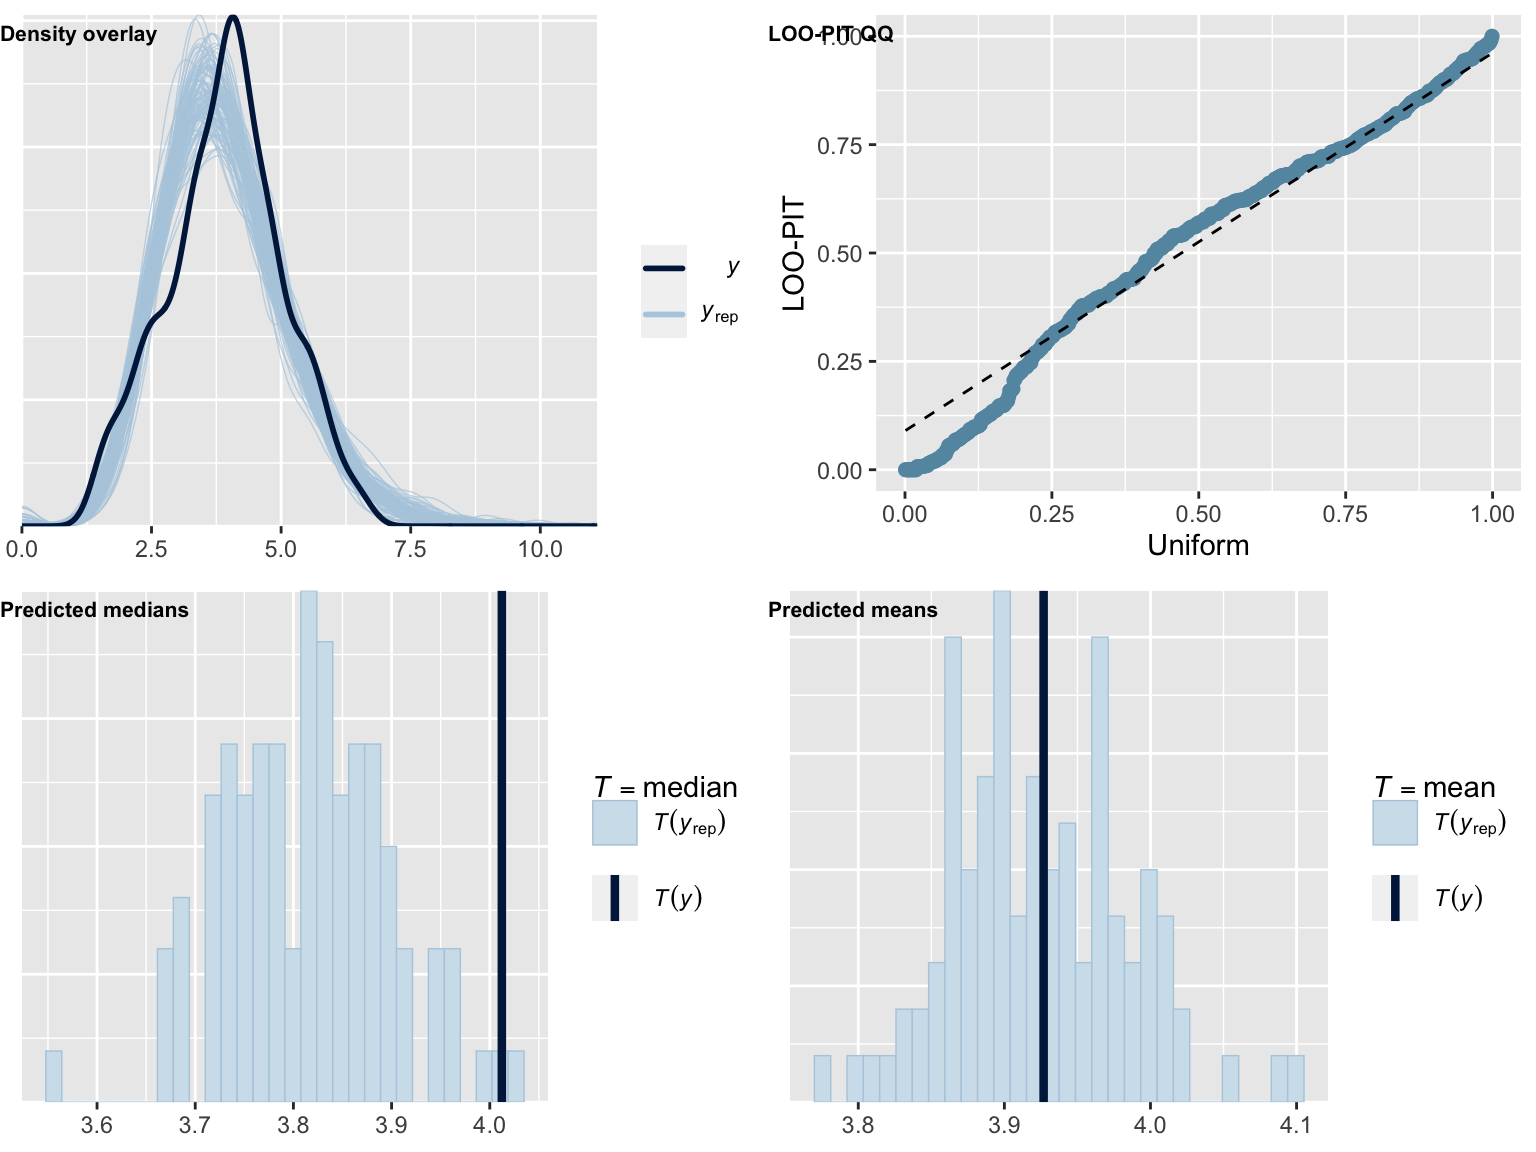 Density overlay
y
yrep
0.0 2.5 5.0 7.5 10.0
LOO-PIT QQ
1.00
0.75
0.50
0.25
0.00
LOO-PIT
0.00 0.25 0.50 0.75 1.00
Uniform
Predicted medians
T = median
T(yrep)
T(y)
3.6 3.7 3.8 3.9 4.0
Predicted means
T = mean
T(yrep)
T(y)
3.8 3.9 4.0 4.1